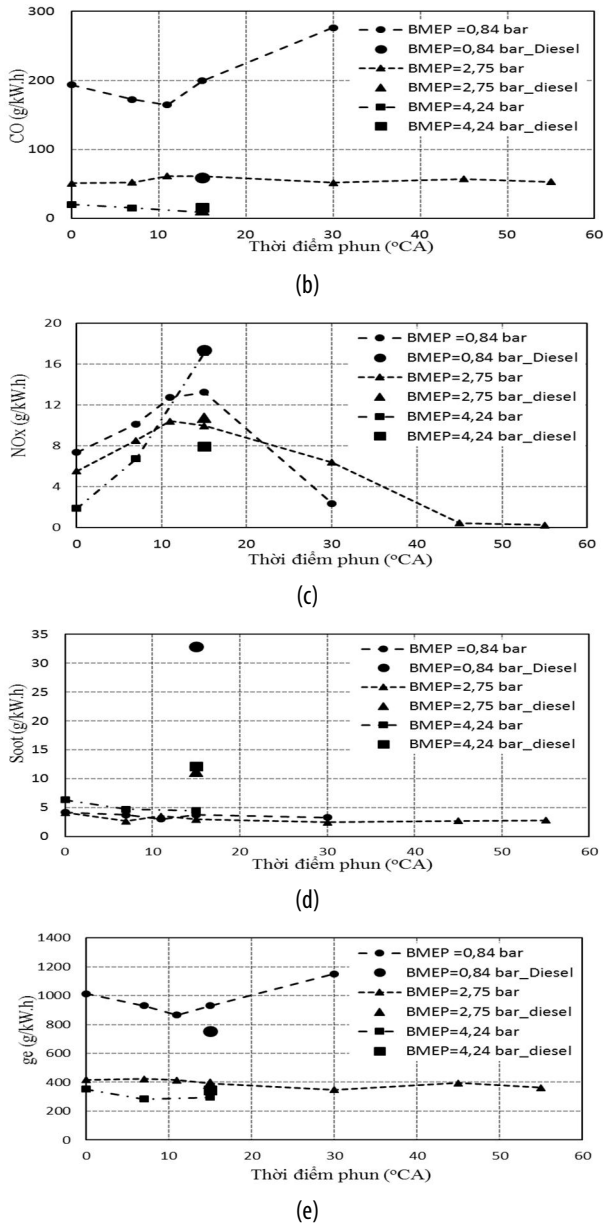 300
200
100
0
CO (g/kW.h)
BMEP=0,84 bar
BMEP=0,84 bar_Diesel
BMEP=2,75 bar
BMEP=2,75 bar_diesel
BMEP=4,24 bar
BMEP=4,24 bar_diesel
0 10 20 30 40 50 60
Thời điểm phun (°CA)
(b)
20
16
12
8
4
0
NOx (g/kW.h)
BMEP =0,84 bar
BMEP=0,84 bar_Diesel
BMEP=2,75 bar
BMEP=2,75 bar_diesel
BMEP=4,24 bar
BMEP=4,24 bar_diesel
0 10 20 30 40 50 60
Thời điểm phun (°CA)
(c)
35
30
25
20
15
10
5
0
Soot (g/kW.h)
BMEP =0,84 bar
BMEP=0,84 bar_Diesel
BMEP=2,75 bar
BMEP=2,75 bar_diesel
BMEP=4,24 bar
BMEP=4,24 bar_diesel
0 10 20 30 40 50 60
Thời điểm phun (°CA)
(d)
1400
1200
1000
800
600
400
200
0
ge (g/kW.h)
BMEP =0,84 bar
BMEP=0,84 bar_Diesel
BMEP=2,75 bar
BMEP=2,75 bar_diesel
BMEP=4,24 bar
BMEP=4,24 bar_diesel
0 10 20 30 40 50 60
Thời điểm phun (°CA)
(e)